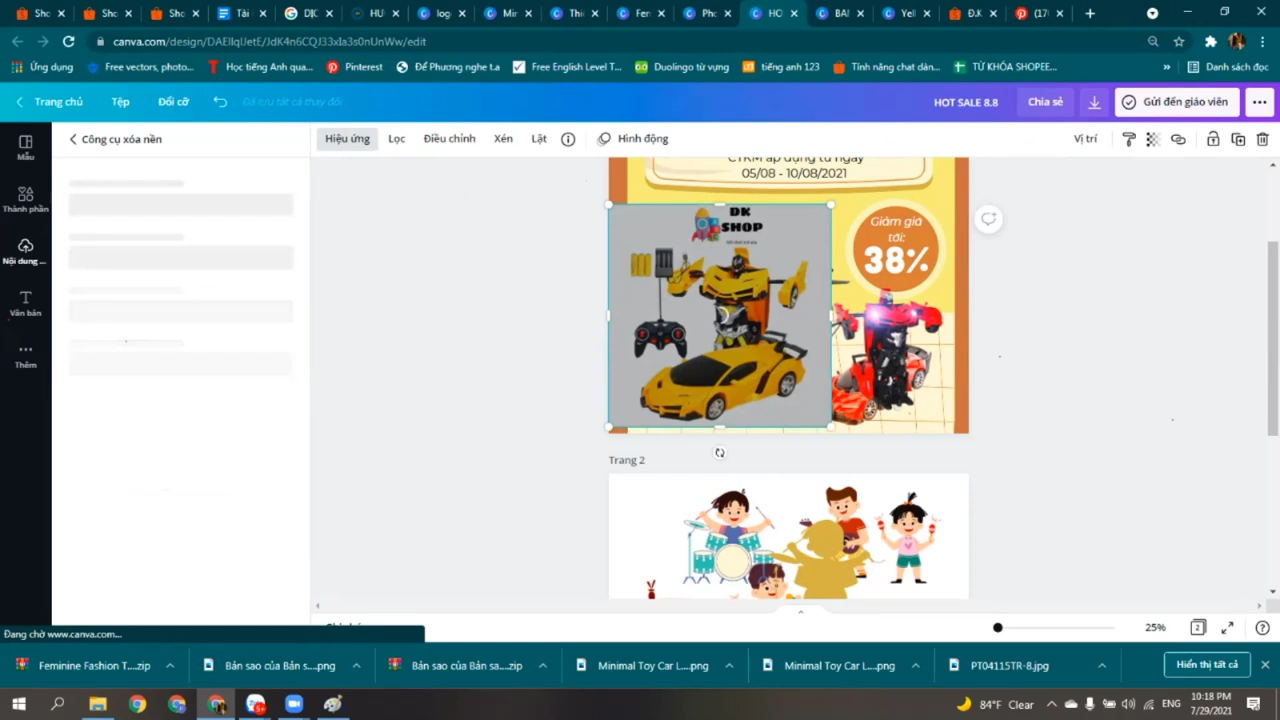 Sho
Sho
Sho
Tài
DỊC
HU
log
Min
Thi
Fen
Pho
HO
BAI
Yell
Đ.K
(17
canva.com/design/DAElIqlJetE/JdK4n6CQJ33xIa3s0nUnWw/edit
Ứng dụng
Free vectors, photo...
Học tiếng Anh qua...
Pinterest
Để Phương nghe t.a
Free English Level T...
Duolingo từ vựng
tiếng anh 123
Tính năng chat dàn...
TỪ KHÓA SHOPEE...
»
Danh sách đọc
Trang chủ
Tệp
Đổi cỡ
Đã lưu tất cả thay đổi
HOT SALE 8.8
Chia sẻ
Gửi đến giáo viên
Công cụ xóa nền
Hiệu ứng
Lọc
Điều chỉnh
Xén
Lật
Hình động
Vị trí
Mẫu
Thành phần
Nội dung ...
Văn bản
Thêm
CTKM áp dụng từ ngày
05/08 - 10/08/2021
DK
SHOP
Giảm giá
tới:
38%
Trang 2
Đang chờ www.canva.com...
25%
2
Feminine Fashion T....zip
Bản sao của Bản s....png
Bản sao của Bản sa....zip
Minimal Toy Car L....png
Minimal Toy Car L....png
PT04115TR-8.jpg
Hiển thị tất cả
84°F Clear
ENG
10:18 PM
7/29/2021